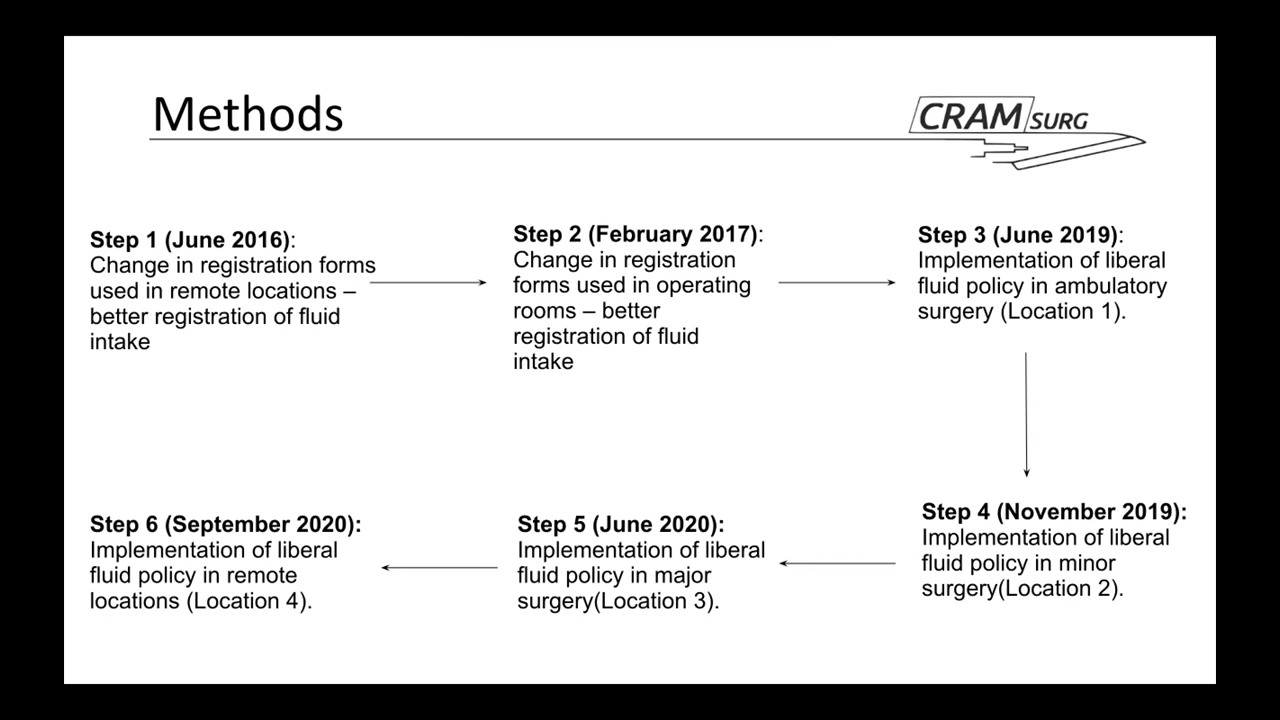 Methods
CRAM SURG
Step 1 (June 2016):
Change in registration forms
used in remote locations –
better registration of fluid
intake
Step 2 (February 2017):
Change in registration
forms used in operating
rooms – better
registration of fluid
intake
Step 3 (June 2019):
Implementation of liberal
fluid policy in ambulatory
surgery (Location 1).
Step 4 (November 2019):
Implementation of liberal
fluid policy in minor
surgery(Location 2).
Step 5 (June 2020):
Implementation of liberal
fluid policy in major
surgery(Location 3).
Step 6 (September 2020):
Implementation of liberal
fluid policy in remote
locations (Location 4).